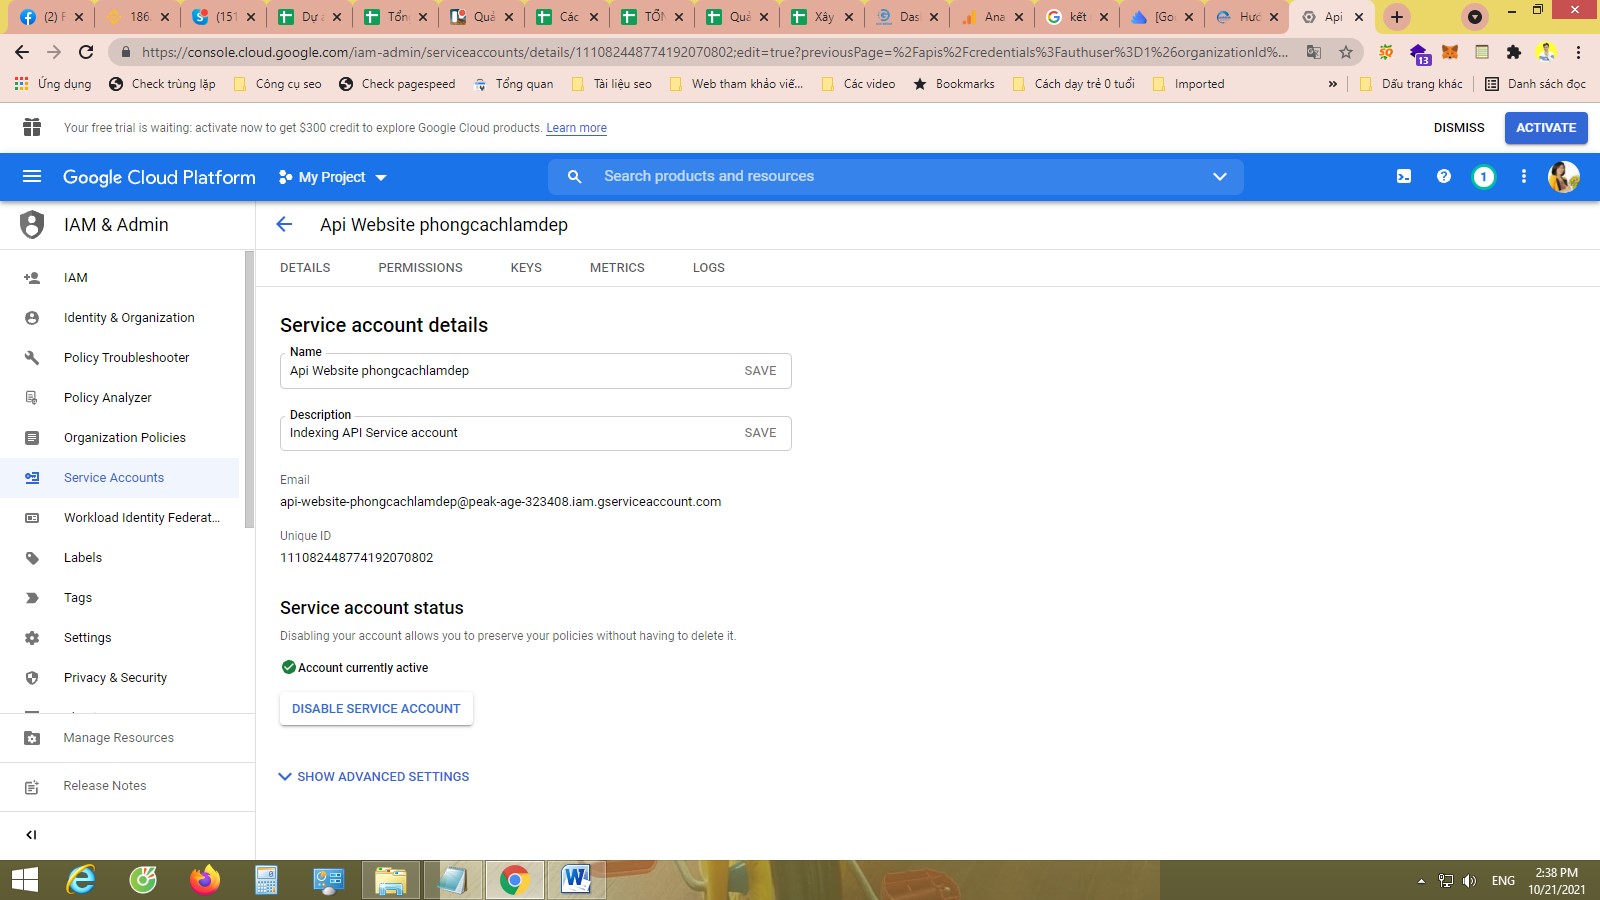 (2) F
186.
(151
Dự á
Tổng
Quả
Các
TỔN
Quả
Xây
Das
Ana
kết
[Go
Hướ
Api
https://console.cloud.google.com/iam-admin/serviceaccounts/details/111082448774192070802;edit=true?previousPage=%2Fapis%2Fcredentials%3Fauthuser%3D1%26organizationId%...
13
Ứng dụng
Check trùng lặp
Công cụ seo
Check pagespeed
Tổng quan
Tài liệu seo
Web tham khảo viế...
Các video
Bookmarks
Cách dạy trẻ 0 tuổi
Imported
»
Dấu trang khác
Danh sách đọc
Your free trial is waiting: activate now to get $300 credit to explore Google Cloud products. Learn more
DISMISS
ACTIVATE
Google Cloud Platform
My Project
Search products and resources
1
IAM & Admin
Api Website phongcachlamdep
DETAILS
PERMISSIONS
KEYS
METRICS
LOGS
IAM
Identity & Organization
Policy Troubleshooter
Policy Analyzer
Organization Policies
Service Accounts
Workload Identity Federat...
Labels
Tags
Settings
Privacy & Security
Manage Resources
Release Notes
Service account details
Name
Api Website phongcachlamdep
SAVE
Description
Indexing API Service account
SAVE
Email
api-website-phongcachlamdep@peak-age-323408.iam.gserviceaccount.com
Unique ID
111082448774192070802
Service account status
Disabling your account allows you to preserve your policies without having to delete it.
Account currently active
DISABLE SERVICE ACCOUNT
SHOW ADVANCED SETTINGS
ENG
2:38 PM
10/21/2021